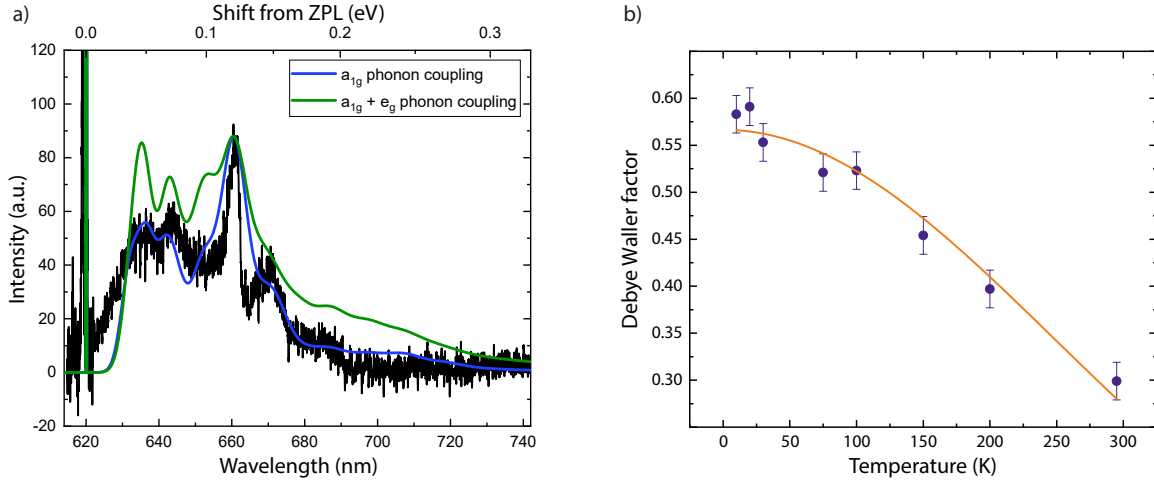 a)
Shift from ZPL (eV)
0.0 0.1 0.2 0.3
120
100
80
60
40
20
0
-20
Intensity (a.u.)
a1g phonon coupling
a1g + eg phonon coupling
620 640 660 680 700 720 740
Wavelength (nm)
b)
0.60
0.55
0.50
0.45
0.40
0.35
0.30
Debye Waller factor
0 50 100 150 200 250 300
Temperature (K)